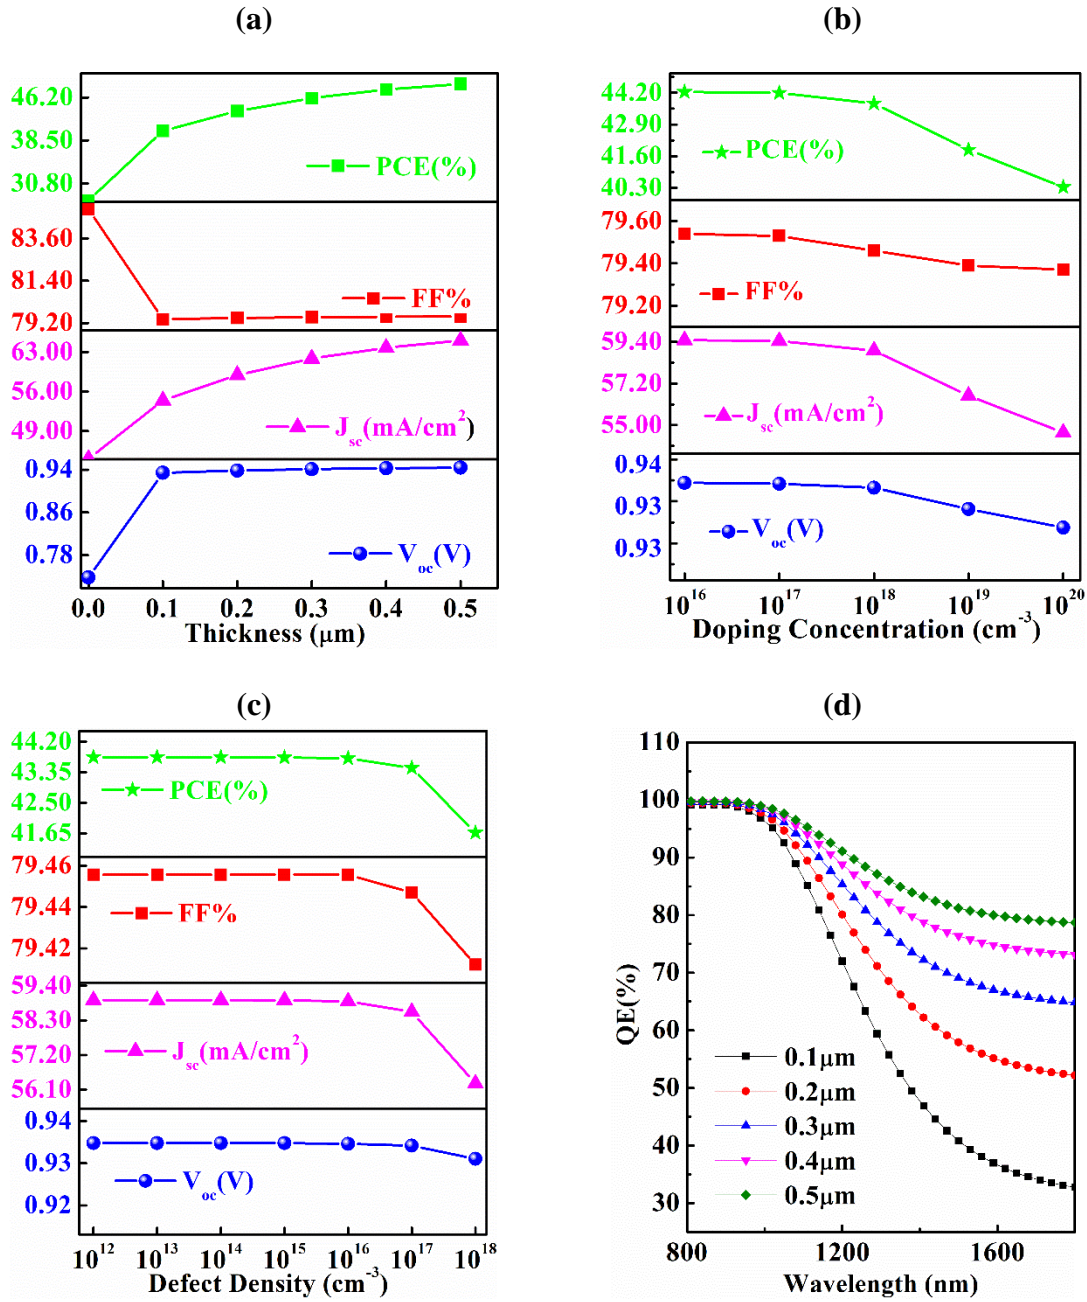 (a)
46.20
38.50
30.80
PCE(%)
83.60
81.40
79.20
FF%
63.00
56.00
49.00
J_sc(mA/cm²)
0.94
0.86
0.78
V_oc(V)
0.0 0.1 0.2 0.3 0.4 0.5
Thickness (μm)
(b)
44.20
42.90
41.60
40.30
PCE(%)
79.60
79.40
79.20
FF%
59.40
57.20
55.00
J_sc(mA/cm²)
0.94
0.93
0.93
V_oc(V)
10¹⁶ 10¹⁷ 10¹⁸ 10¹⁹ 10²⁰
Doping Concentration (cm⁻³)
(c)
44.20
43.35
42.50
41.65
PCE(%)
79.46
79.44
79.42
FF%
59.40
58.30
57.20
56.10
J_sc(mA/cm²)
0.94
0.93
0.92
V_oc(V)
10¹² 10¹³ 10¹⁴ 10¹⁵ 10¹⁶ 10¹⁷ 10¹⁸
Defect Density (cm⁻³)
(d)
110
100
90
80
70
60
50
40
30
QE(%)
0.1μm
0.2μm
0.3μm
0.4μm
0.5μm
800 1200 1600
Wavelength (nm)